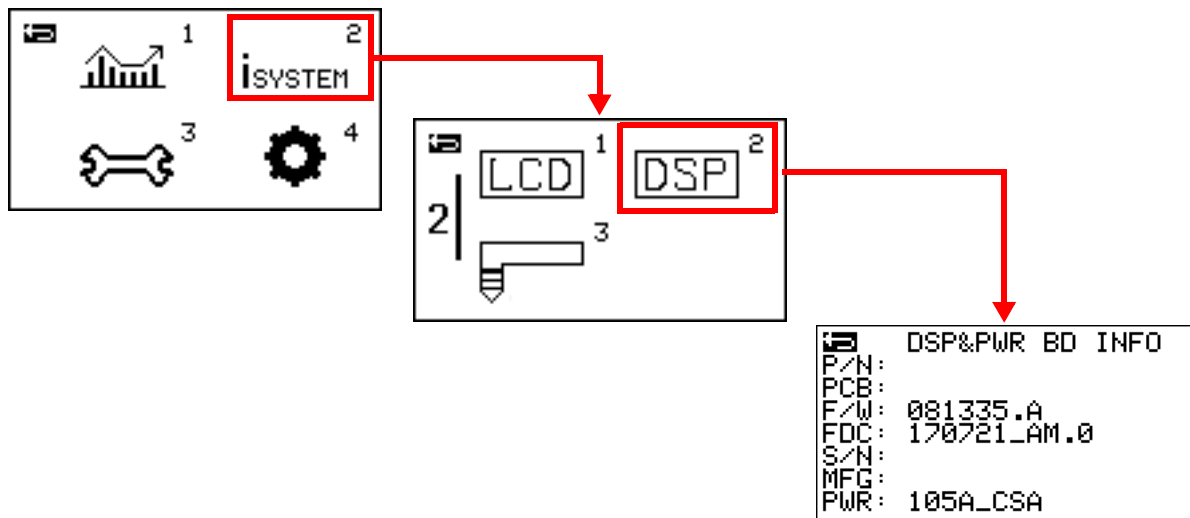 1
2
iSYSTEM
3
4
1
2
LCD
DSP
2
3
DSP&PWR BD INFO
P/N:
PCB:
F/W: 081335.A
FDC: 170721_AM.0
S/N:
MFG:
PWR: 105A_CSA